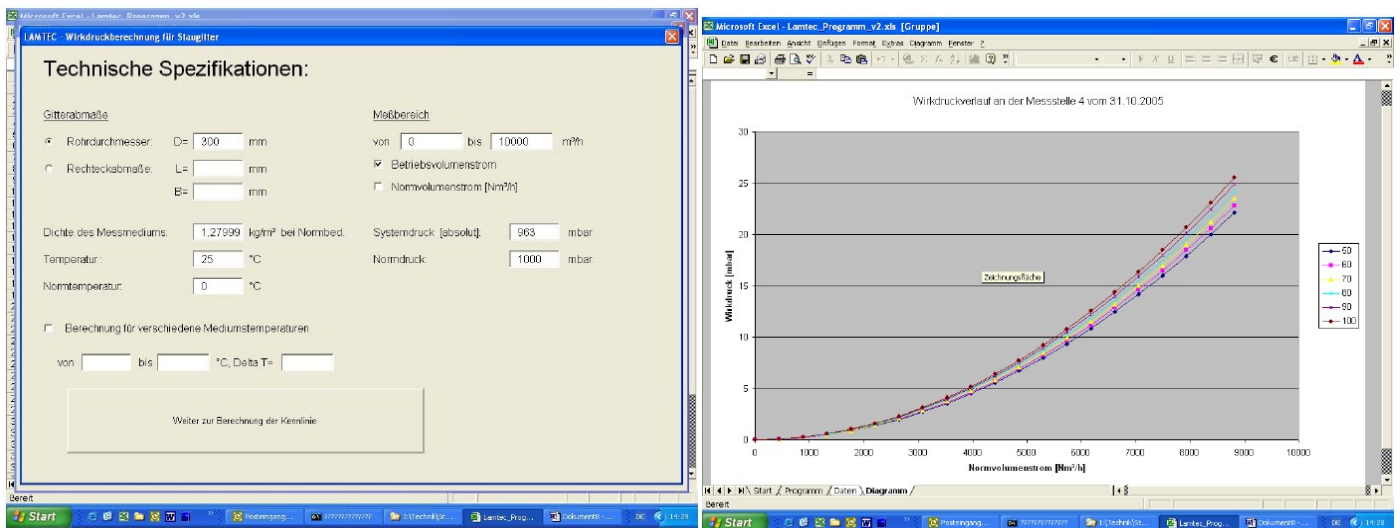 Microsoft Excel - Lamtec_Programm_v2.xls
LAMTEC - Wirkdruckberechnung für Staugitter
Technische Spezifikationen:
Gitterabmaße
Meßbereich
Rohrdurchmesser: D= 300 mm
von 0 bis 10000 m³/h
Rechteckabmaße: L= mm
Betriebsvolumenstrom
B= mm
Normvolumenstrom [Nm³/h]
Dichte des Messmediums: 1,27999 kg/m³ bei Normbed.
Systemdruck [absolut]: 963 mbar
Temperatur: 25 °C
Normdruck: 1000 mbar
Normtemperatur: 0 °C
Berechnung für verschiedene Mediumstemperaturen
von bis °C, Delta T=
Weiter zur Berechnung der Kennlinie
Bereit
Start Posteingang... ???????????? Lamtec_Prog... DE 14:29
Microsoft Excel - Lamtec_Programm_v2.xls [Gruppe]
Datei Bearbeiten Ansicht Einfügen Format Extras Diagramm Fenster ?
Wirkdruckverlauf an der Messstelle 4 vom 31.10.2005
30
25
20
15
10
5
0
Wirkdruck [mbar]
Zeichnungsfläche
50
60
70
80
90
100
0 1000 2000 3000 4000 5000 6000 7000 8000 9000 10000
Normvolumenstrom [Nm³/h]
Start / Programm / Daten \ Diagramm /
Bereit
Start Posteingang... ???????????? Lamtec_Prog... DE